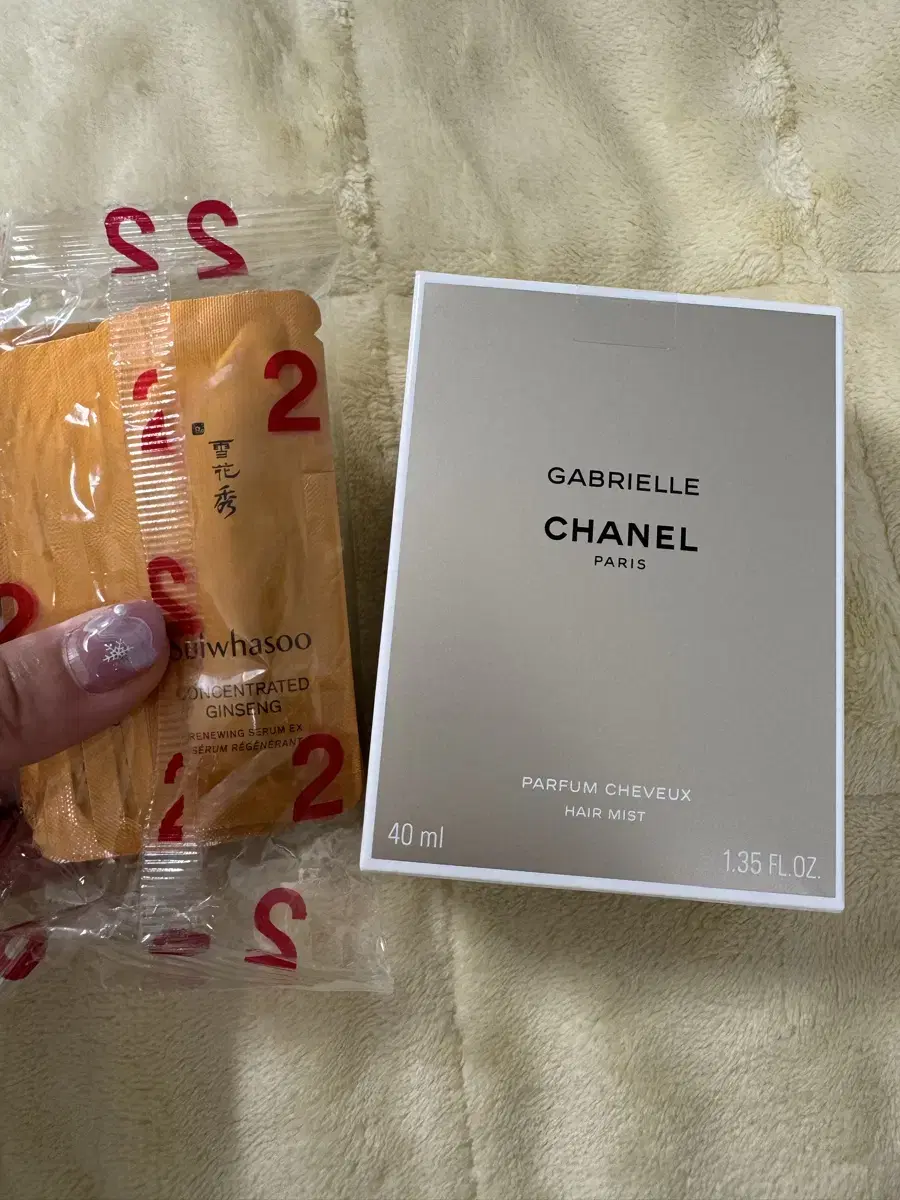 2 2
2 2
雪花秀
2 2
Sulwhasoo
CONCENTRATED
GINSENG
RENEWING SERUM EX
SÉRUM RÉGÉNÉRANT
2 2
2
GABRIELLE
CHANEL
PARIS
PARFUM CHEVEUX
HAIR MIST
40 ml
1.35 FL.OZ.